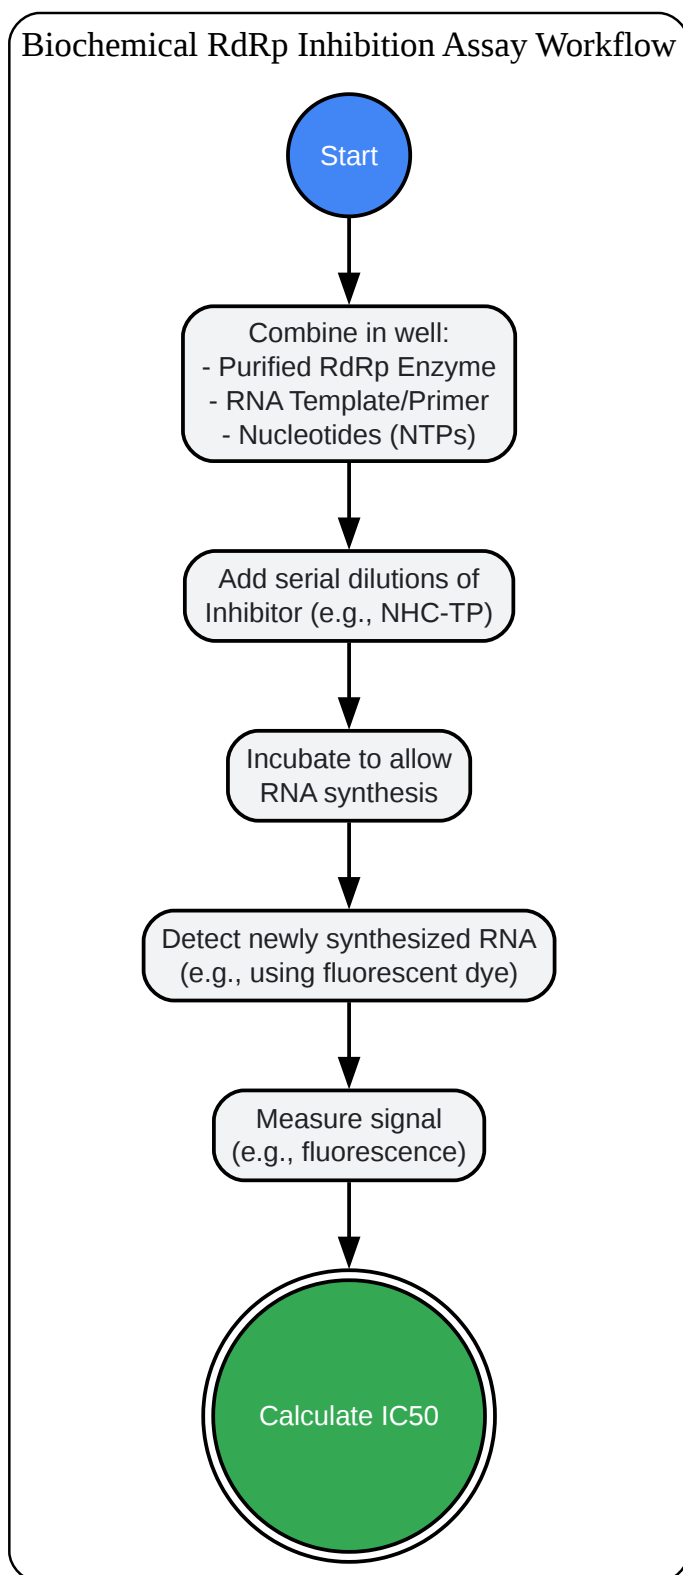 Biochemical RdRp Inhibition Assay Workflow
Start
Combine in well:
- Purified RdRp Enzyme
- RNA Template/Primer
- Nucleotides (NTPs)
Add serial dilutions of
Inhibitor (e.g., NHC-TP)
Incubate to allow
RNA synthesis
Detect newly synthesized RNA
(e.g., using fluorescent dye)
Measure signal
(e.g., fluorescence)
Calculate IC50